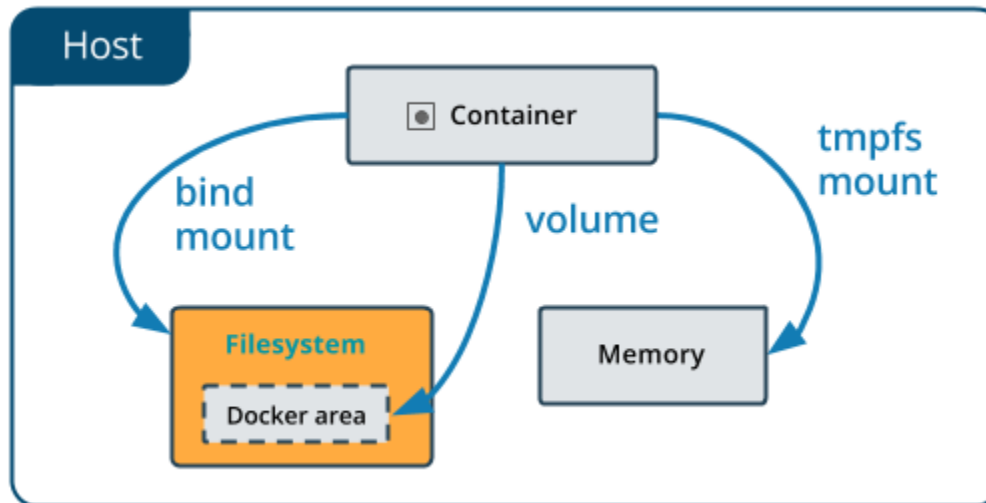 Host
Container
bind
mount
volume
tmpfs
mount
Filesystem
Docker area
Memory